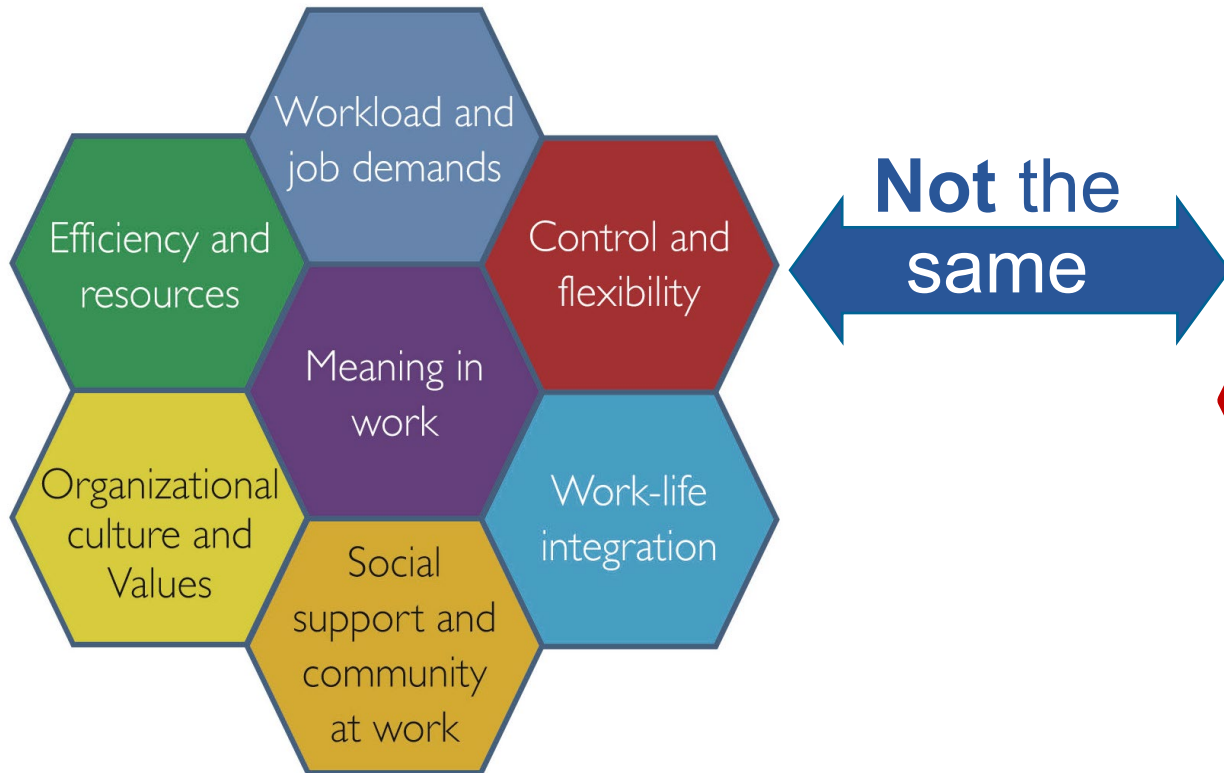 Workload and
job demands
Efficiency and
resources
Control and
flexibility
Meaning in
work
Organizational
culture and
Values
Work-life
integration
Social
support and
community
at work
Not the
same